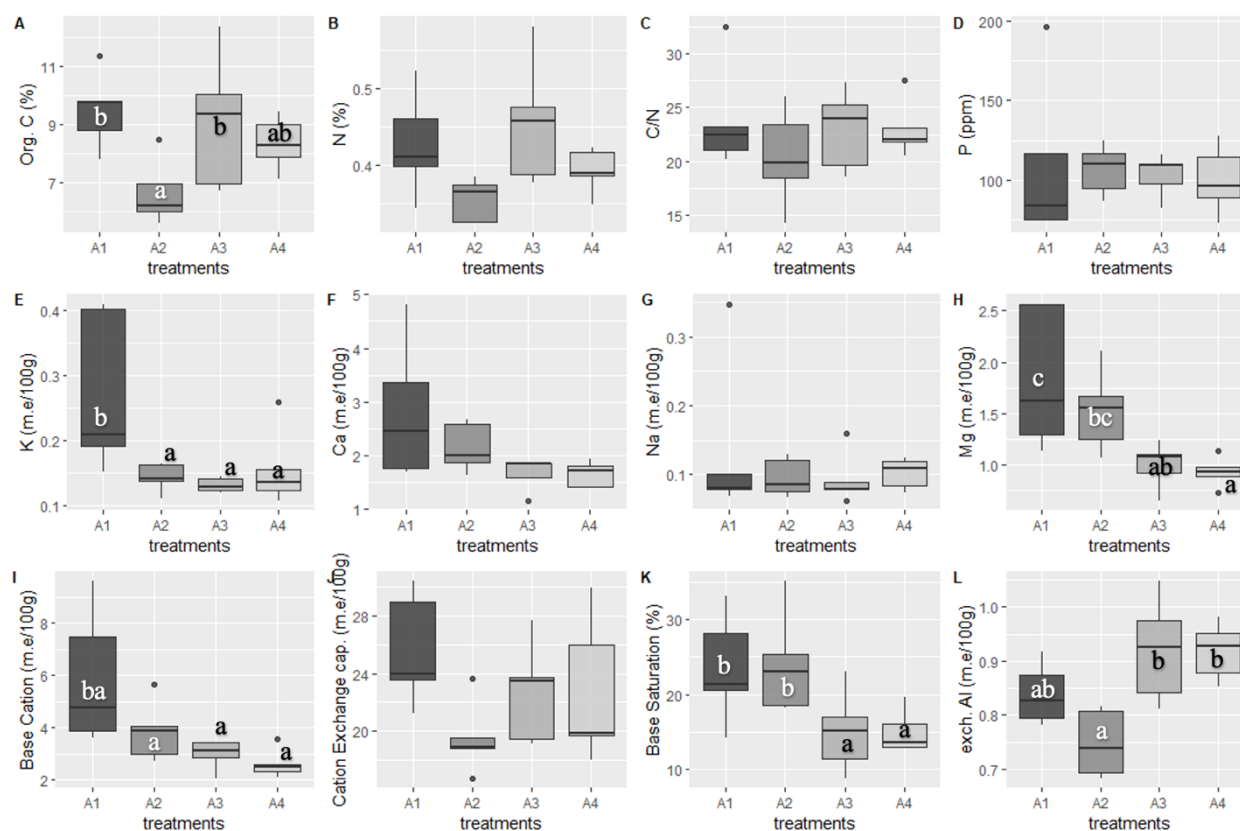 A
Org. C (%)
11
9
7
b
a
b
ab
A1 A2 A3 A4
treatments
B
N (%)
0.5
0.4
A1 A2 A3 A4
treatments
C
C/N
30
25
20
15
A1 A2 A3 A4
treatments
D
P (ppm)
200
150
100
A1 A2 A3 A4
treatments
E
K (m.e/100g)
0.4
0.3
0.2
0.1
b
a
a
a
A1 A2 A3 A4
treatments
F
Ca (m.e/100g)
5
4
3
2
1
A1 A2 A3 A4
treatments
G
Na (m.e/100g)
0.3
0.2
0.1
A1 A2 A3 A4
treatments
H
Mg (m.e/100g)
2.5
2.0
1.5
1.0
c
bc
ab
a
A1 A2 A3 A4
treatments
I
Base Cation (m.e/100g)
8
6
4
2
ba
a
a
a
A1 A2 A3 A4
treatments
J
Cation Exchange cap. (m.e/100g)
28
24
20
A1 A2 A3 A4
treatments
K
Base Saturation (%)
30
20
10
b
b
a
a
A1 A2 A3 A4
treatments
L
exch. Al (m.e/100g)
1.0
0.9
0.8
0.7
ab
a
b
b
A1 A2 A3 A4
treatments